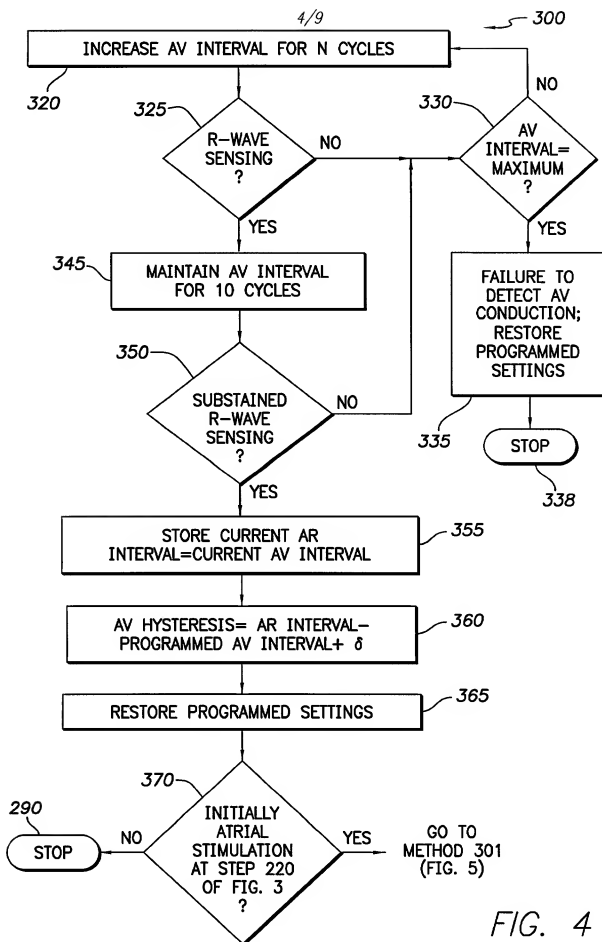 4/9
300
INCREASE AV INTERVAL FOR N CYCLES
320
NO
325
330
R-WAVE
SENSING
?
NO
AV
INTERVAL=
MAXIMUM
?
YES
YES
345
MAINTAIN AV INTERVAL
FOR 10 CYCLES
FAILURE TO
DETECT AV
CONDUCTION;
RESTORE
PROGRAMMED
SETTINGS
350
SUBSTAINED
R-WAVE
SENSING
?
NO
335
STOP
338
YES
STORE CURRENT AR
INTERVAL=CURRENT AV INTERVAL
355
AV HYSTERESIS= AR INTERVAL-
PROGRAMMED AV INTERVAL+ δ
360
RESTORE PROGRAMMED SETTINGS
365
370
290
STOP
NO
INITIALLY
ATRIAL
STIMULATION
AT STEP 220
OF FIG. 3
?
YES
GO TO
METHOD 301
(FIG. 5)
FIG. 4